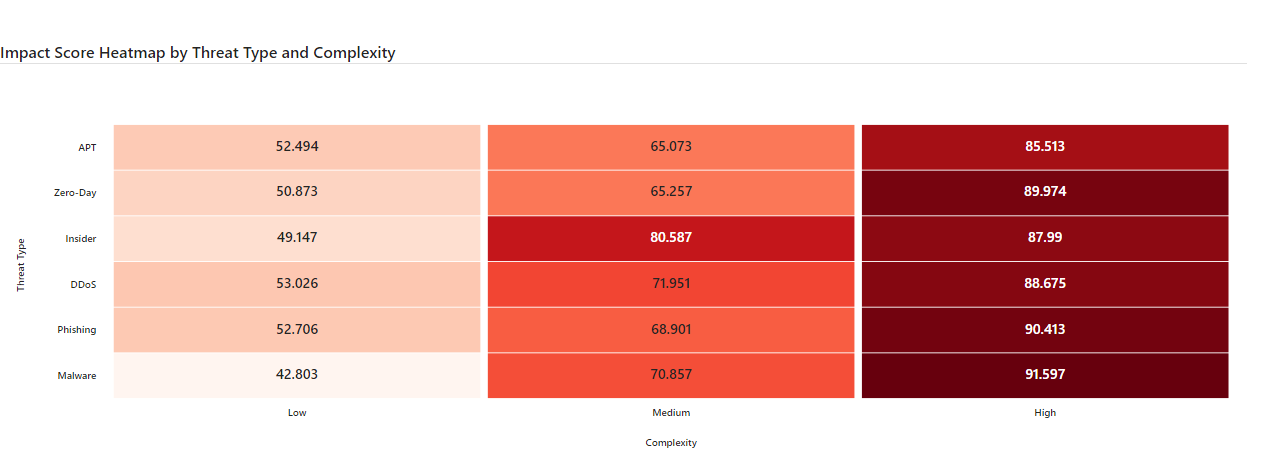 Impact Score Heatmap by Threat Type and Complexity
APT 52.494 65.073 85.513
Zero-Day 50.873 65.257 89.974
Insider 49.147 80.587 87.99
DDoS 53.026 71.951 88.675
Phishing 52.706 68.901 90.413
Malware 42.803 70.857 91.597
Threat Type
Low Medium High
Complexity